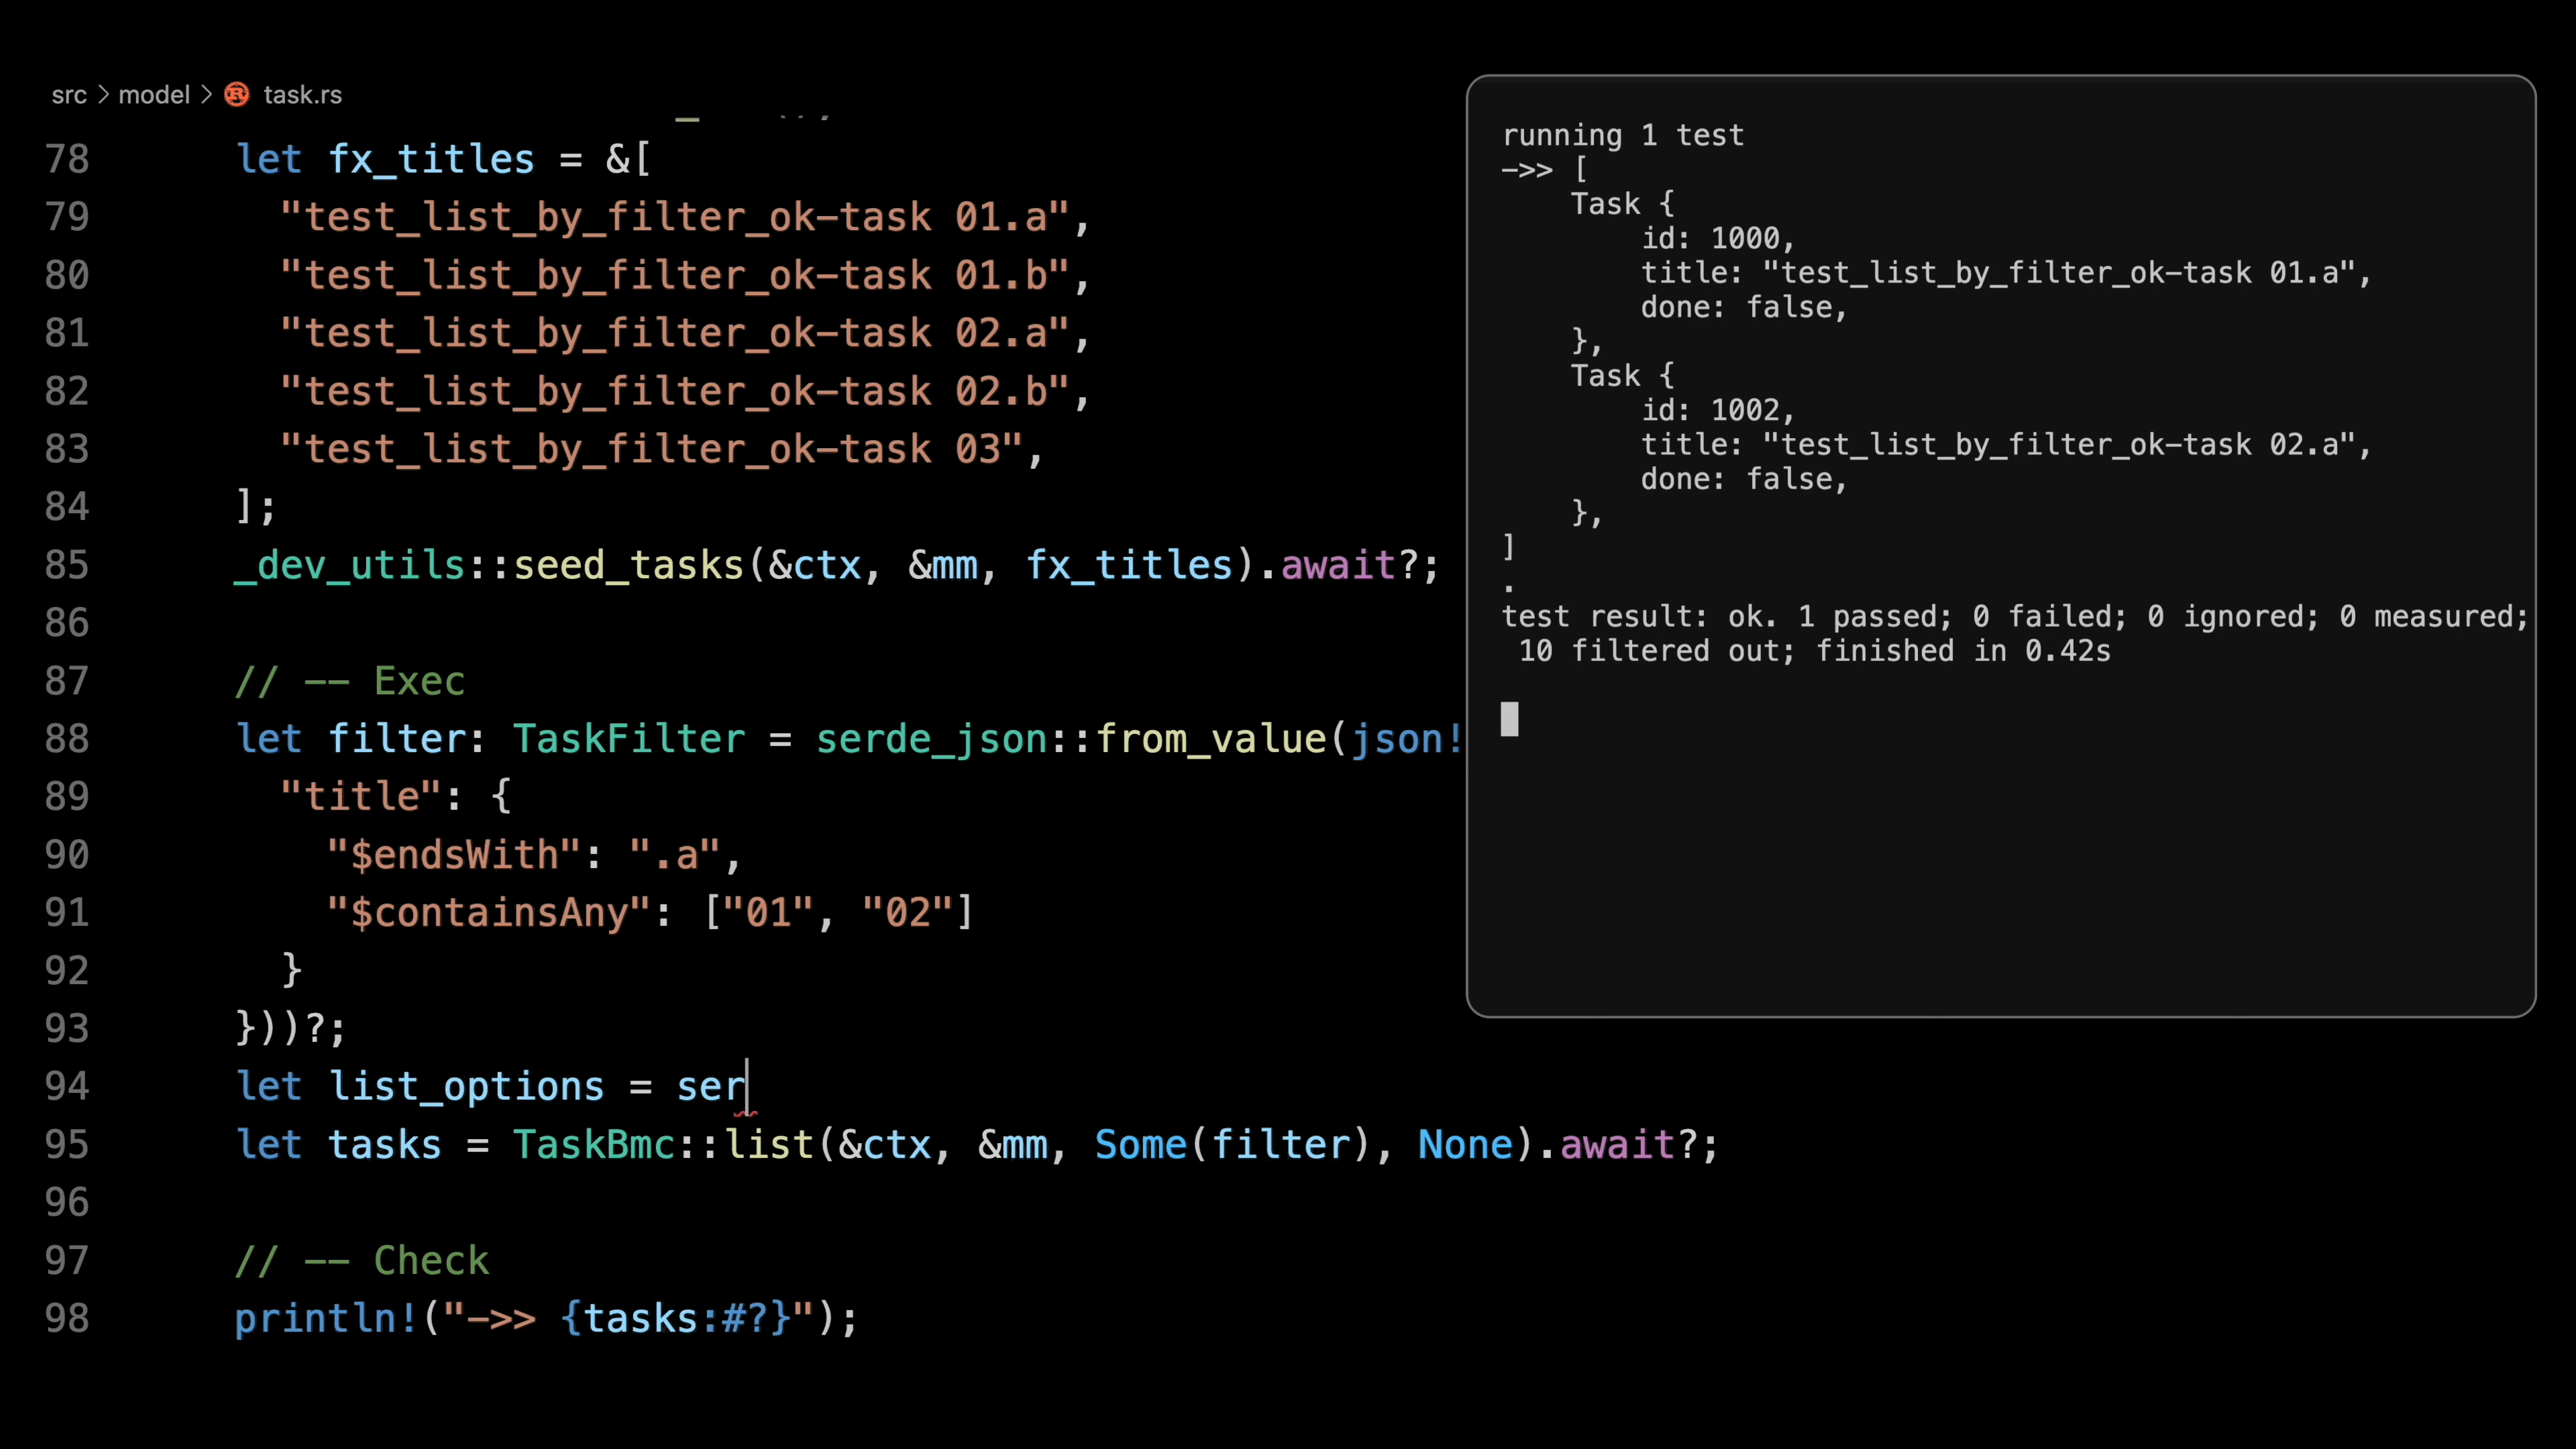 src > model > task.rs
78 let fx_titles = &[
79 "test_list_by_filter_ok-task 01.a",
80 "test_list_by_filter_ok-task 01.b",
81 "test_list_by_filter_ok-task 02.a",
82 "test_list_by_filter_ok-task 02.b",
83 "test_list_by_filter_ok-task 03",
84 ];
85 _dev_utils::seed_tasks(&ctx, &mm, fx_titles).await?;
86
87 // -- Exec
88 let filter: TaskFilter = serde_json::from_value(json!
89 "title": {
90 "$endsWith": ".a",
91 "$containsAny": ["01", "02"]
92 }
93 }))?;
94 let list_options = ser
95 let tasks = TaskBmc::list(&ctx, &mm, Some(filter), None).await?;
96
97 // -- Check
98 println!("->> {tasks:#?}");
running 1 test
->> [
Task {
id: 1000,
title: "test_list_by_filter_ok-task 01.a",
done: false,
},
Task {
id: 1002,
title: "test_list_by_filter_ok-task 02.a",
done: false,
},
]
.
test result: ok. 1 passed; 0 failed; 0 ignored; 0 measured;
10 filtered out; finished in 0.42s